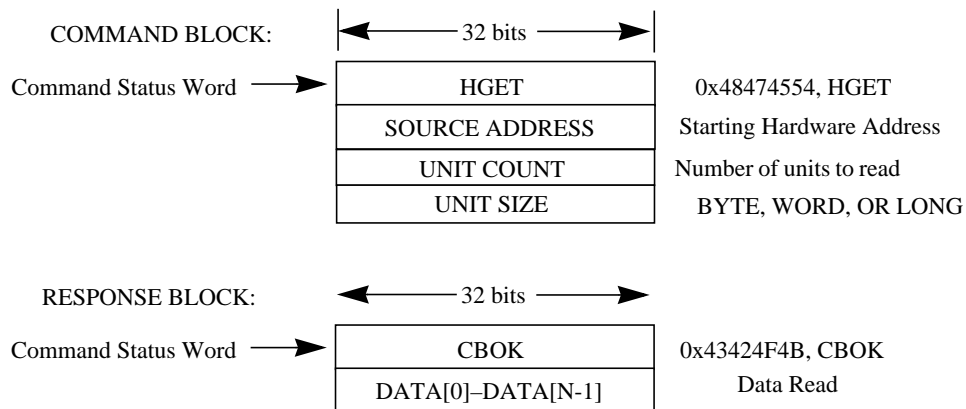 COMMAND BLOCK:
32 bits
Command Status Word
HGET
0x48474554, HGET
SOURCE ADDRESS
Starting Hardware Address
UNIT COUNT
Number of units to read
UNIT SIZE
BYTE, WORD, OR LONG
RESPONSE BLOCK:
32 bits
Command Status Word
CBOK
0x43424F4B, CBOK
DATA[0]–DATA[N-1]
Data Read